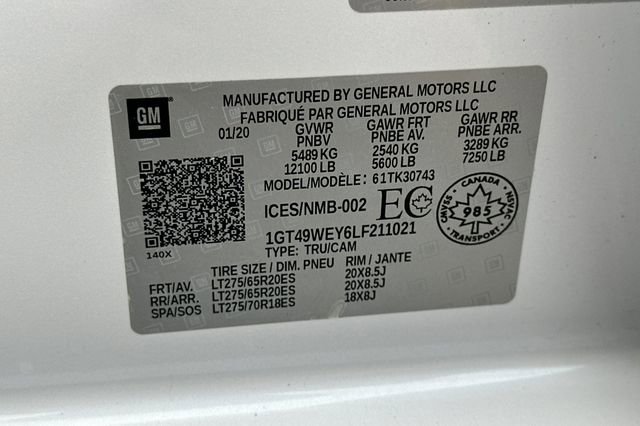 GM
MANUFACTURED BY GENERAL MOTORS LLC
FABRIQUÉ PAR GENERAL MOTORS LLC
01/20 GVWR GAWR FRT GAWR RR
PNBV PNBE AV. PNBE ARR.
5489 KG 2540 KG 3289 KG
12100 LB 5600 LB 7250 LB
MODEL/MODÈLE: 61TK30743
ICES/NMB-002 EC CANADA
SVMNS 985 NSVAC
TRANSPORT
1GT49WEY6LF211021
140X TYPE: TRU/CAM
TIRE SIZE / DIM. PNEU RIM / JANTE
FRT/AV. LT275/65R20ES 20X8.5J
RR/ARR. LT275/65R20ES 20X8.5J
SPA/SOS LT275/70R18ES 18X8J